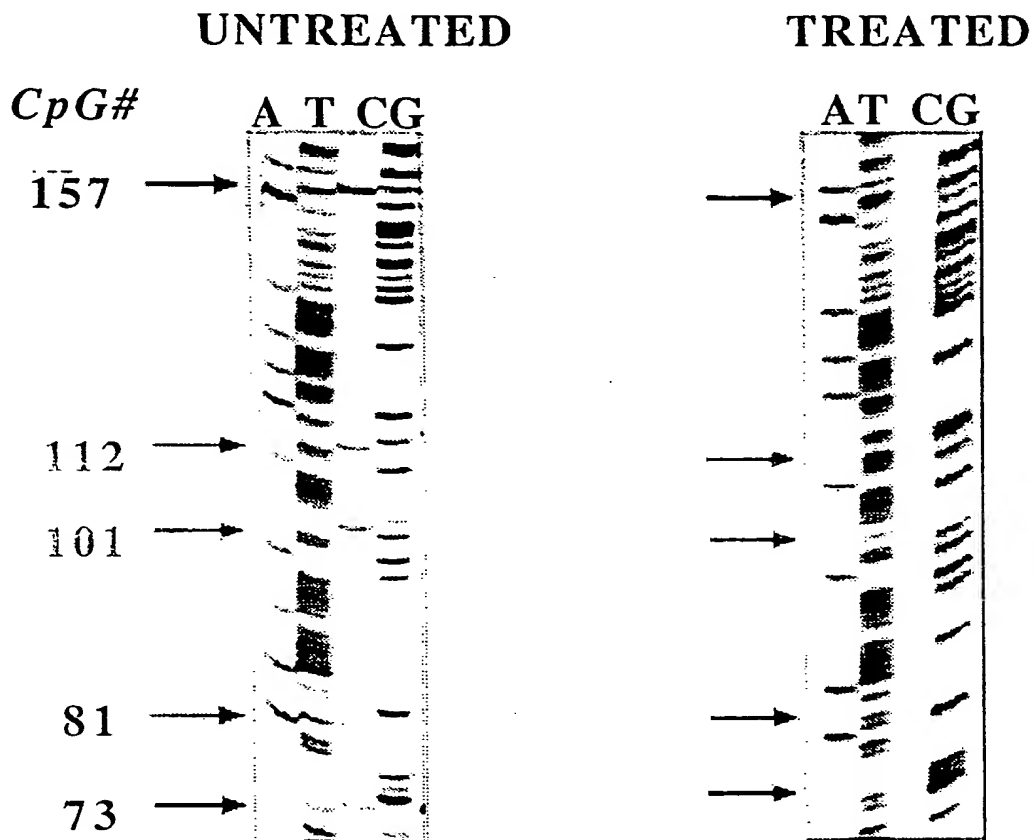 UNTREATED TREATED
CpG# A T CG AT CG
157
112
101
81
73